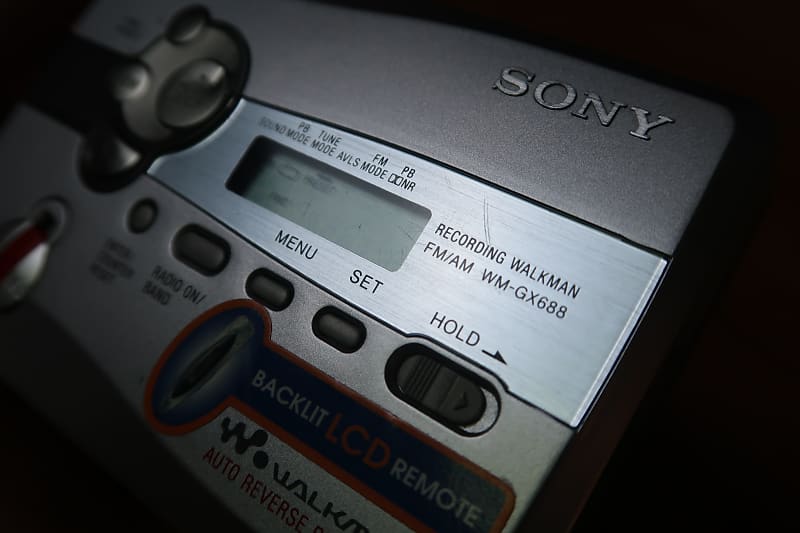 SONY
PB TUNE FM PB
SOUND MODE MODE AVLS MODE NR
RECORDING WALKMAN
FM/AM WM-GX688
MENU
SET
HOLD
RADIO ON/
BAND
BACKLIT LCD REMOTE
WALKM
AUTO REVERSE